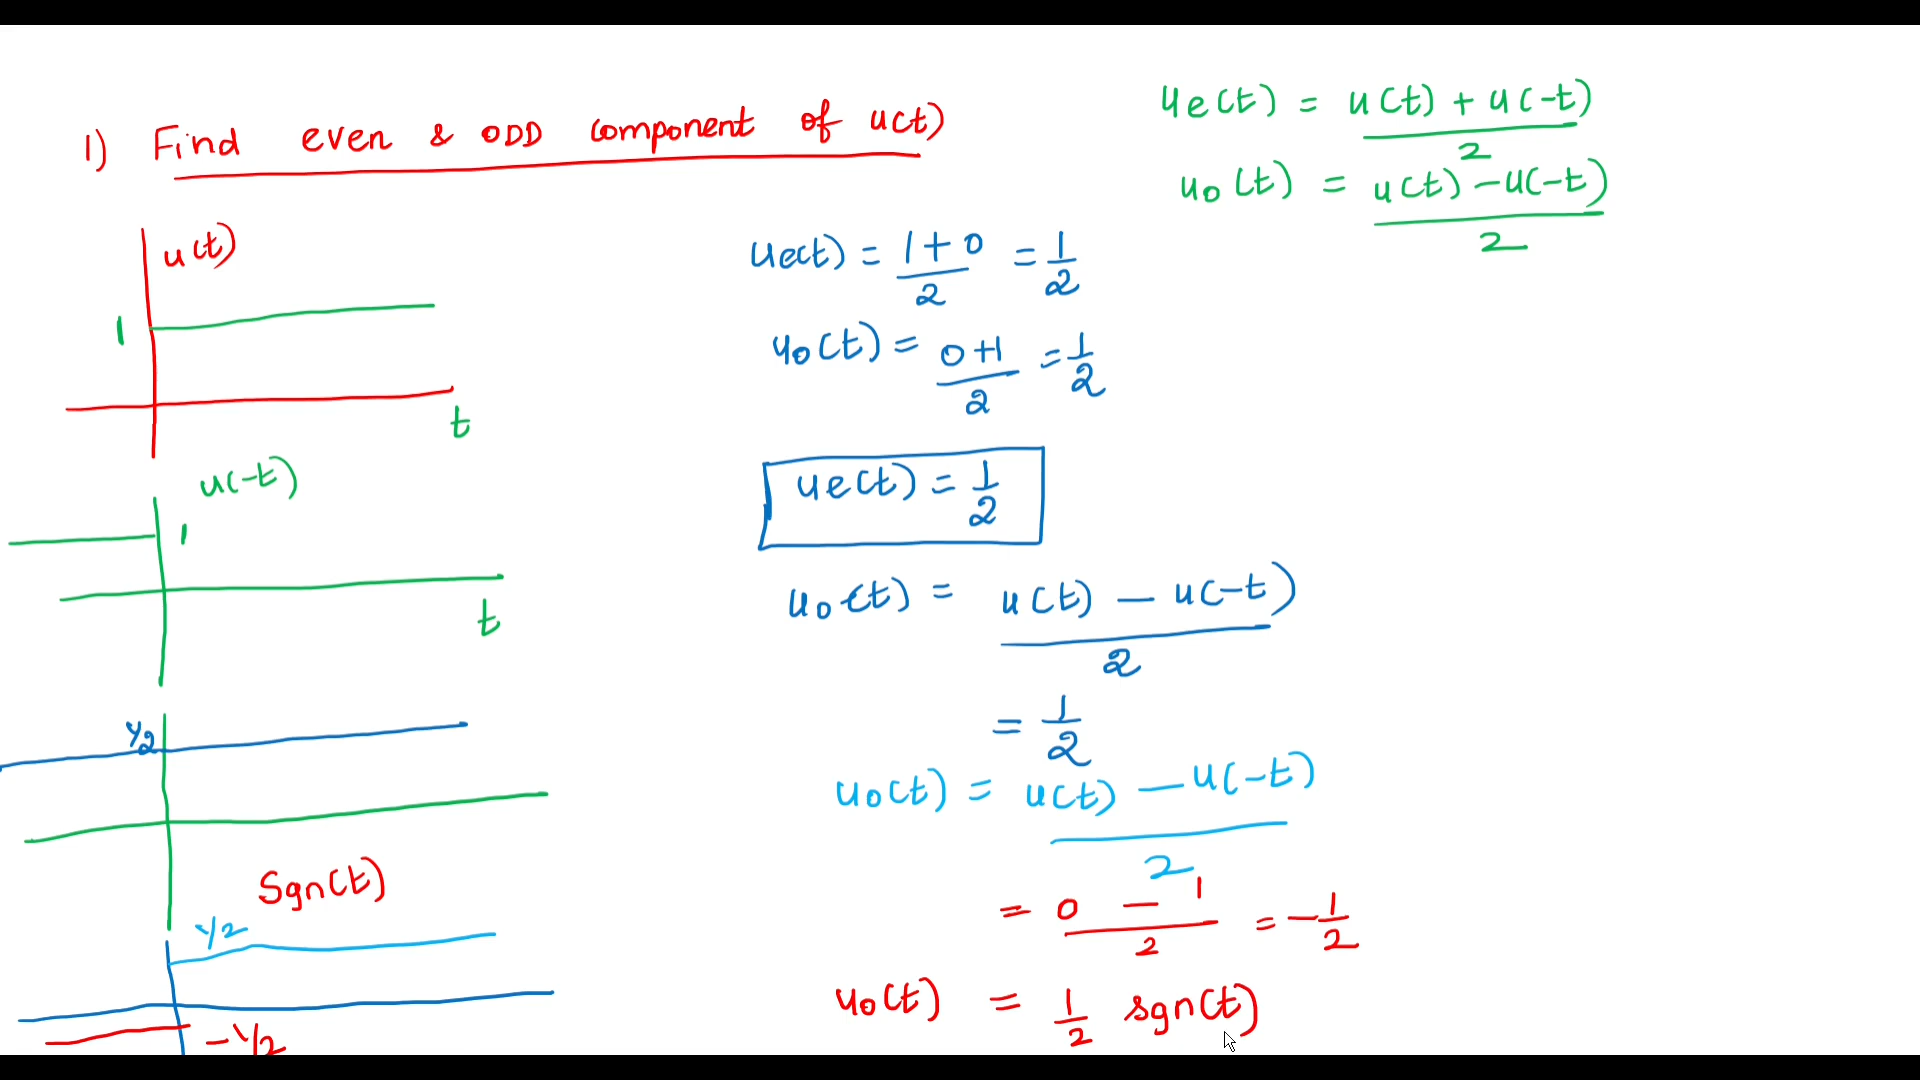 1) Find even & ODD component of u(t)
ue(t) = u(t) + u(-t)
2
uo(t) = u(t) - u(-t)
2
u(t)
1
t
u(-t)
1
t
1/2
Sgn(t)
1/2
-1/2
ue(t) = 1+0 = 1
2 2
uo(t) = 0+1 = 1
2 2
ue(t) = 1
2
uo(t) = u(t) - u(-t)
2
= 1
2
uo(t) = u(t) - u(-t)
2
= 0 - 1 = -1
2 2
uo(t) = 1 sgn(t)
2